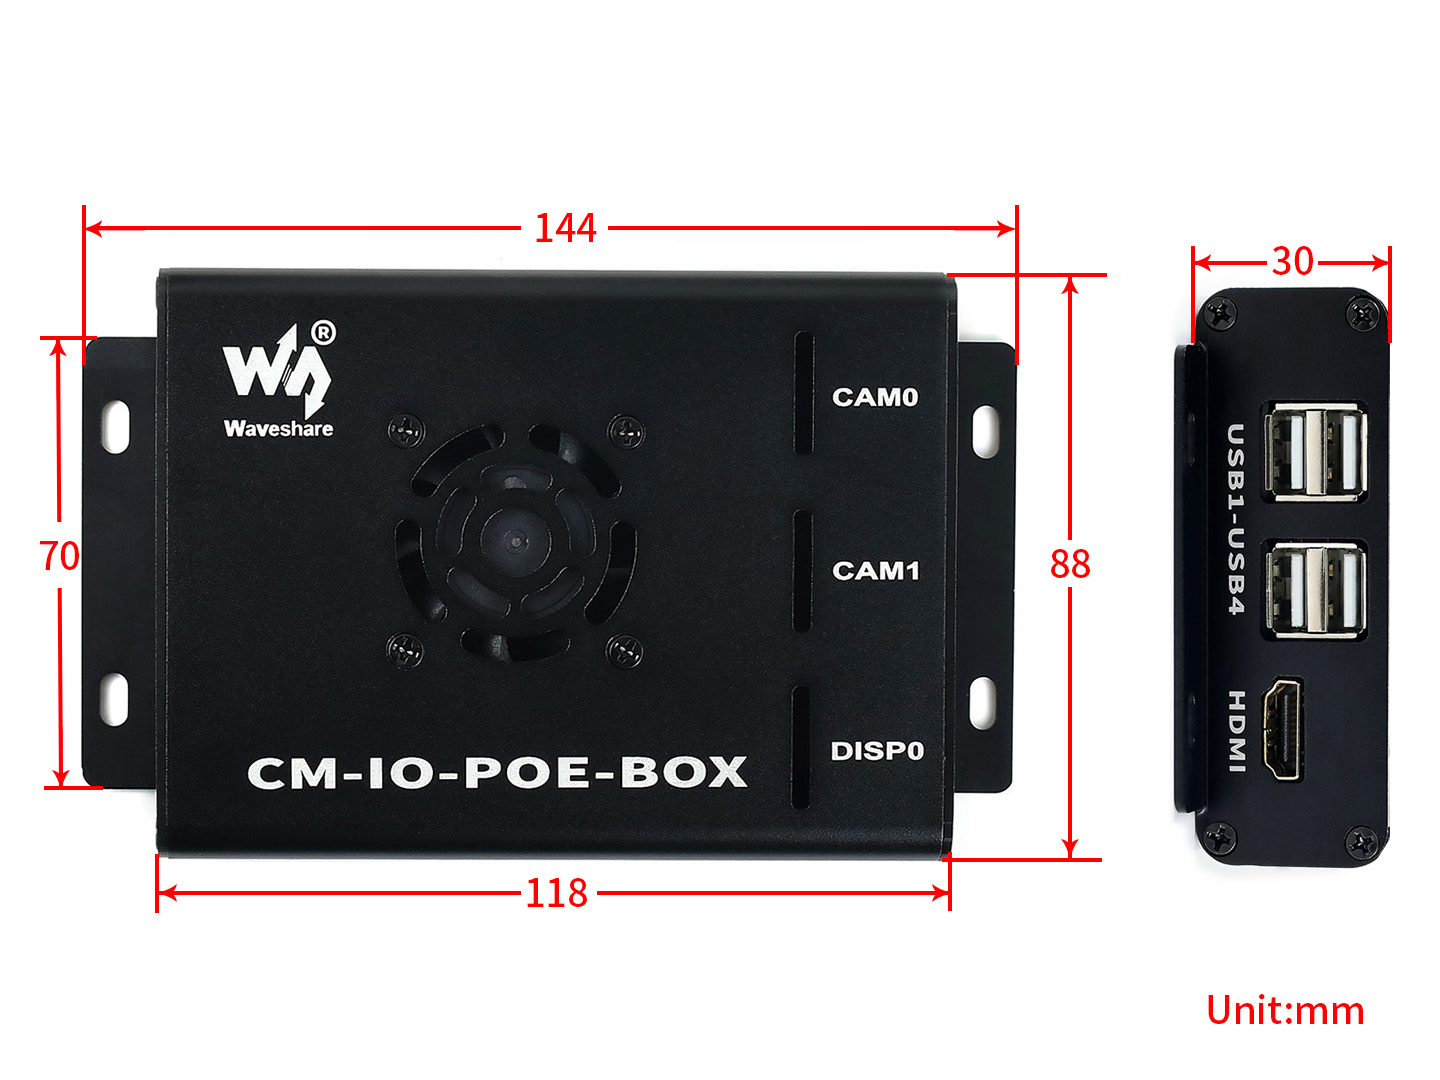 144
30
®
Waveshare
CAM0
70
CAM1
88
DISP0
CM-IO-POE-BOX
118
USB1-USB4
HDMI
Unit:mm